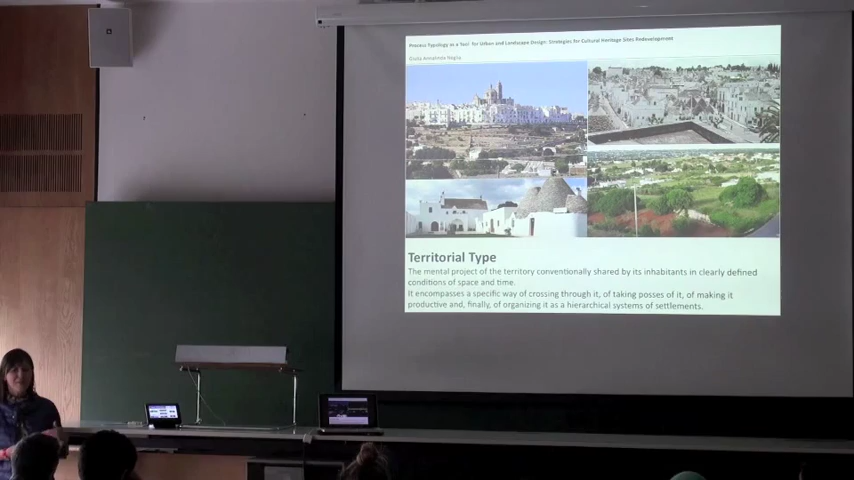 Process Typology as a Tool for Urban and Landscape Design. Strategies for Cultural Heritage Sites Redevelopment
Giulia Annalinda Neglia
Territorial Type
The mental project of the territory conventionally shared by its inhabitants in clearly defined
conditions of space and time.
It encompasses a specific way of crossing through it, of taking posses of it, of making it
productive and, finally, of organizing it as a hierarchical systems of settlements.